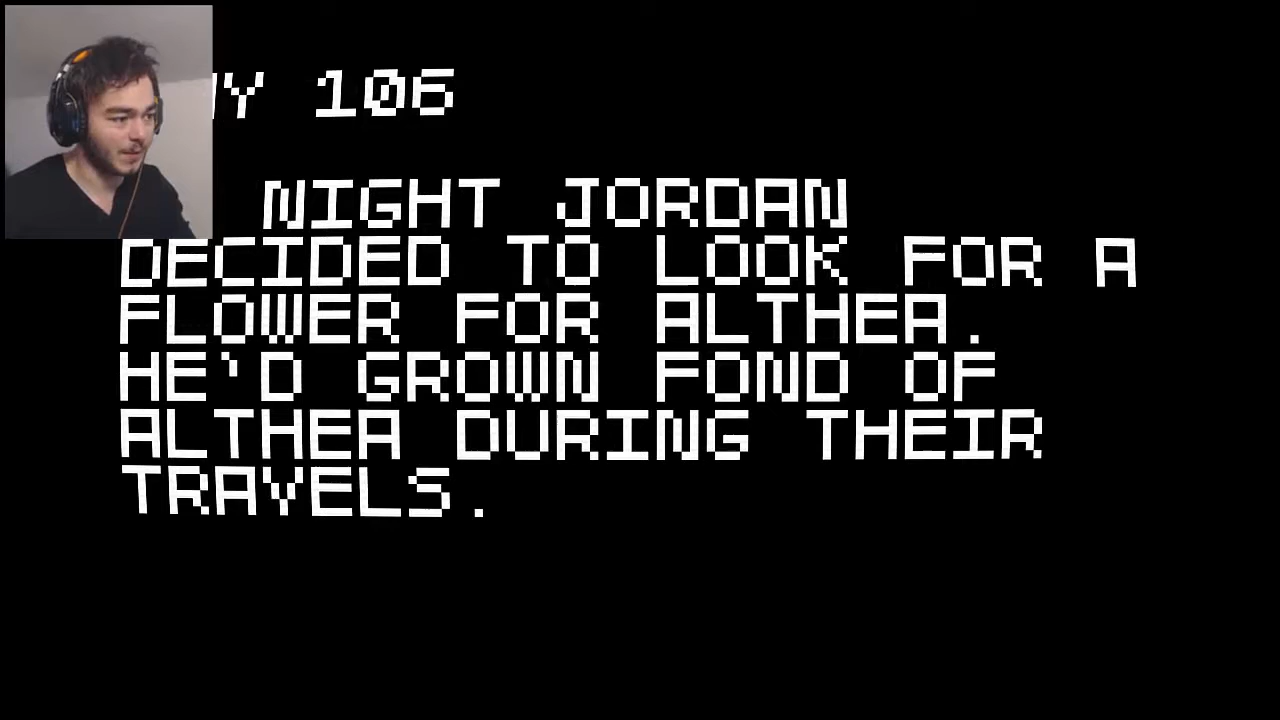 106
NIGHT JORDAN
DECIDED TO LOOK FOR A
FLOWER FOR ALTHEA.
HE'D GROWN FOND OF
ALTHEA DURING THEIR
TRAVELS.